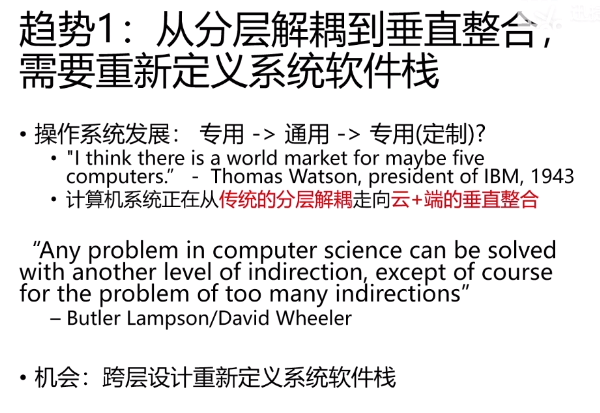 趋势1：从分层解耦到垂直整合，
需要重新定义系统软件栈
• 操作系统发展： 专用 -> 通用 -> 专用(定制)?
• "I think there is a world market for maybe five
computers.” - Thomas Watson, president of IBM, 1943
• 计算机系统正在从传统的分层解耦走向云+端的垂直整合
“Any problem in computer science can be solved
with another level of indirection, except of course
for the problem of too many indirections”
– Butler Lampson/David Wheeler
• 机会：跨层设计重新定义系统软件栈